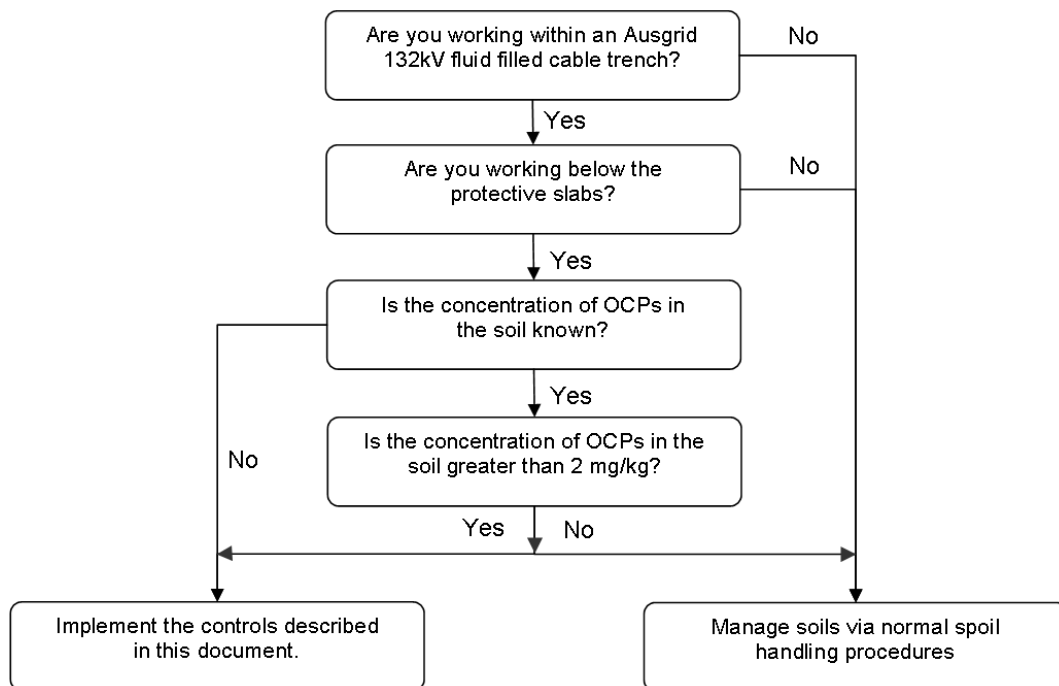 Are you working within an Ausgrid
132kV fluid filled cable trench?
No
Yes
Are you working below the
protective slabs?
No
Yes
Is the concentration of OCPs in
the soil known?
Yes
Is the concentration of OCPs in the
soil greater than 2 mg/kg?
No
Yes
No
Implement the controls described
in this document.
Manage soils via normal spoil
handling procedures